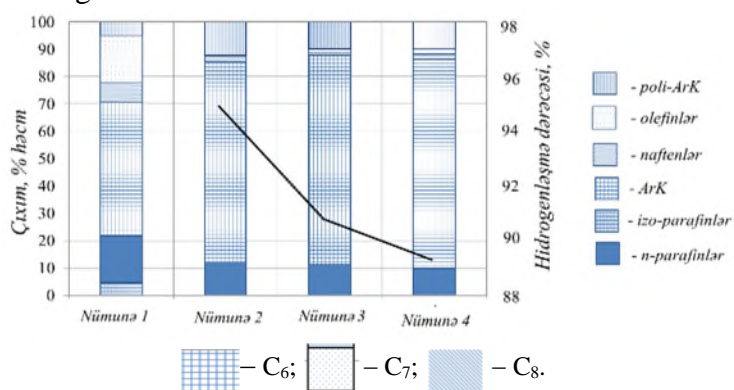 100
90
80
70
60
50
40
30
20
10
0
Çıxım, % həcm
98
96
94
92
90
88
Hidrogenləşmə dərəcəsi, %
Nümunə 1 Nümunə 2 Nümunə 3 Nümunə 4
- poli-ArK
- olefinlər
- naftenlər
- ArK
- izo-parafinlər
- n-parafinlər
– C₆; – C₇; – C₈.